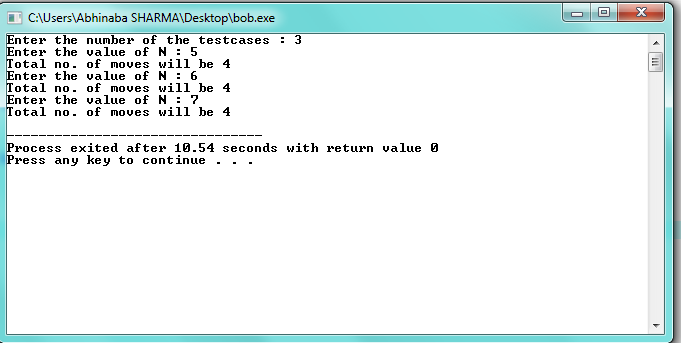 C:\Users\Abhinaba SHARMA\Desktop\bob.exe
Enter the number of the testcases : 3
Enter the value of N : 5
Total no. of moves will be 4
Enter the value of N : 6
Total no. of moves will be 4
Enter the value of N : 7
Total no. of moves will be 4
--------------------------------
Process exited after 10.54 seconds with return value 0
Press any key to continue . . .